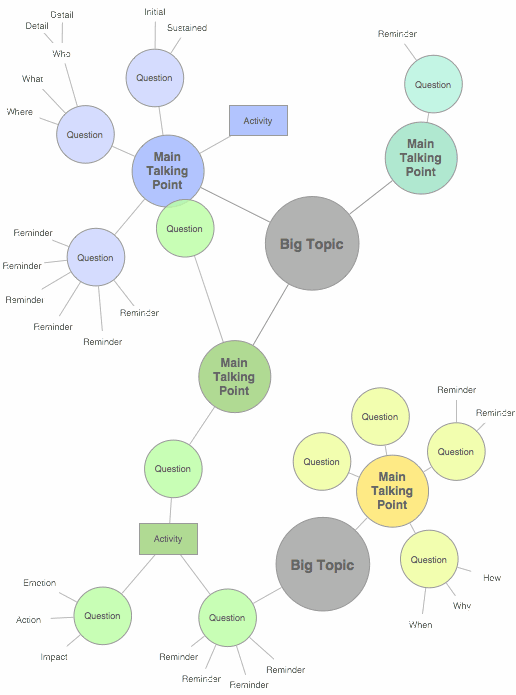 Detail
Detail
Who
What
Where
Question
Initial
Sustained
Question
Activity
Main
Talking
Point
Reminder
Question
Main
Talking
Point
Question
Big Topic
Reminder
Reminder
Reminder
Reminder
Reminder
Reminder
Question
Main
Talking
Point
Question
Activity
Reminder
Reminder
Question
Question
Question
Main
Talking
Point
Question
How
Why
When
Big Topic
Emotion
Action
Impact
Question
Question
Reminder
Reminder
Reminder
Reminder